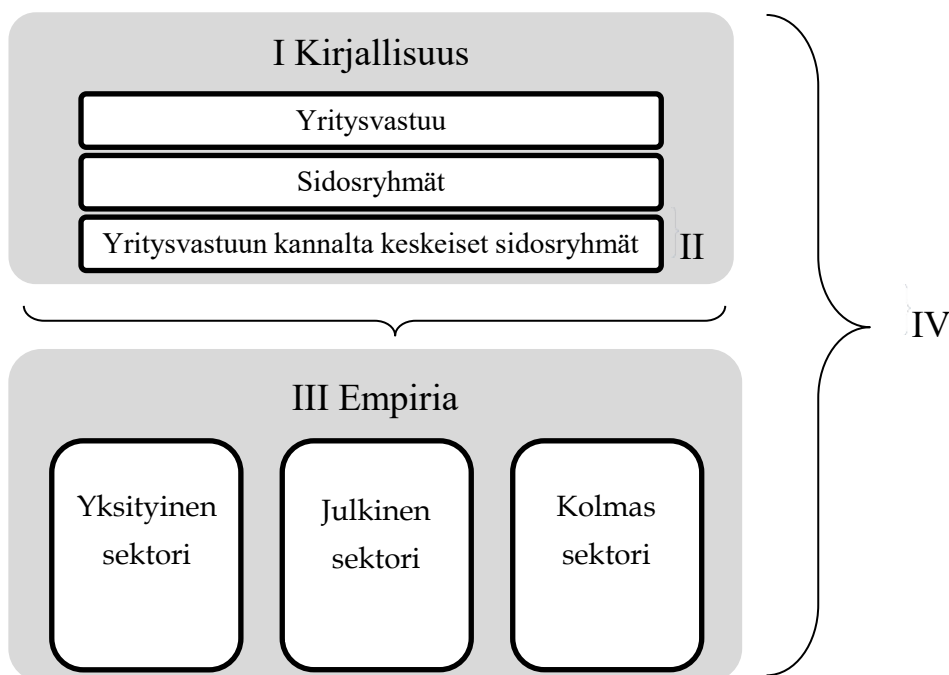 I Kirjallisuus
Yritysvastuu
Sidosryhmät
Yritysvastuun kannalta keskeiset sidosryhmät
II
IV
III Empiria
Yksityinen
sektori
Julkinen
sektori
Kolmas
sektori